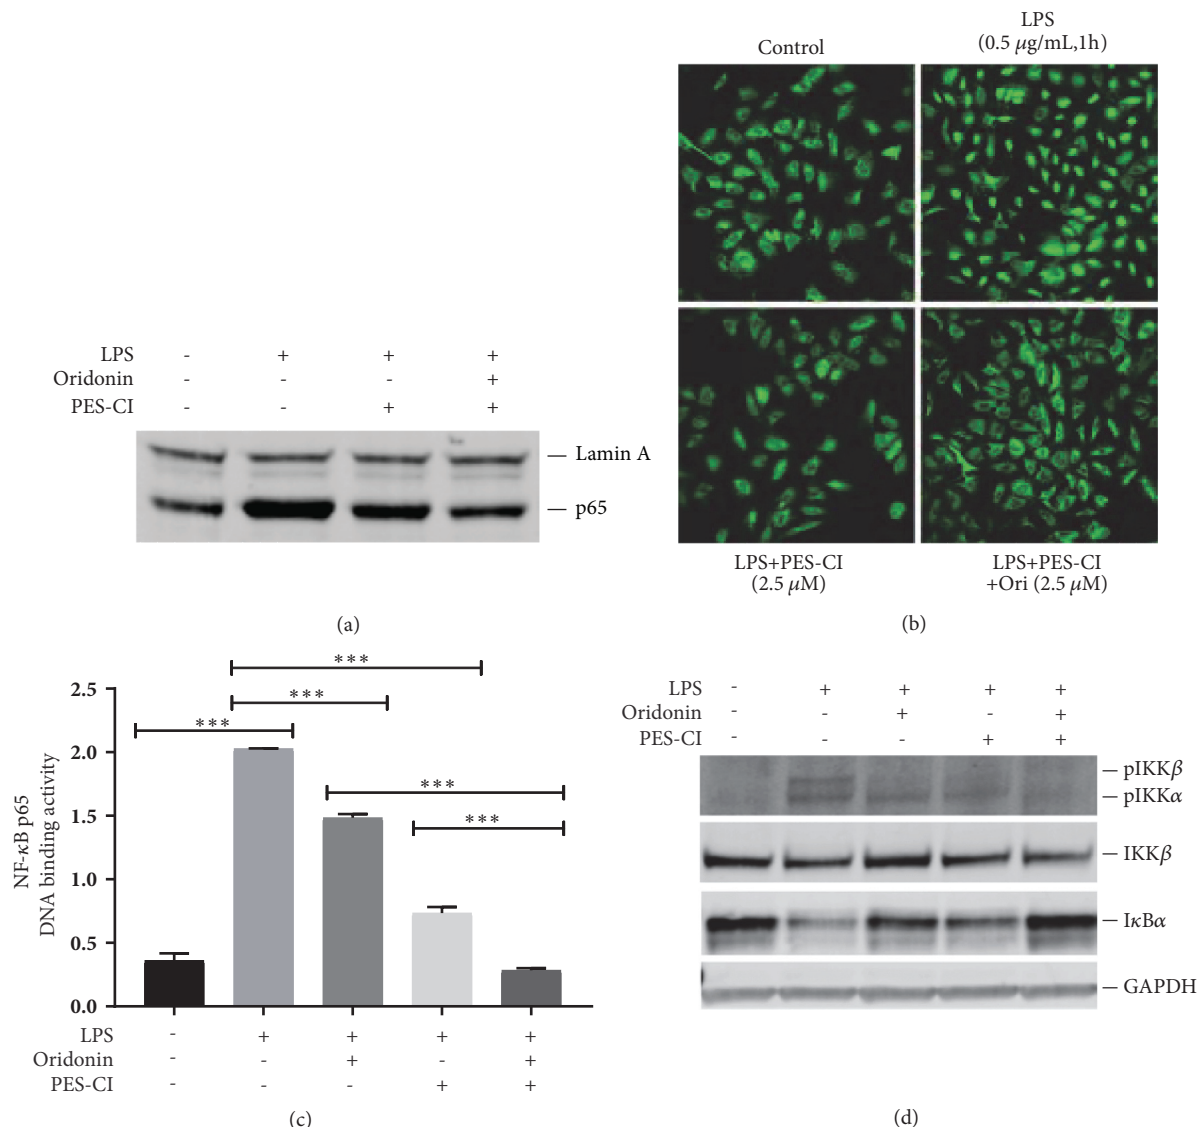 LPS - + + +
Oridonin - - - +
PES-CI - - + +
Lamin A
p65
(a)
Control
LPS
(0.5 μg/mL,1h)
LPS+PES-CI
(2.5 μM)
LPS+PES-CI
+Ori (2.5 μM)
(b)
NF-κB p65
DNA binding activity
2.5
2.0
1.5
1.0
0.5
0.0
***
***
***
***
***
LPS - + + + +
Oridonin - - + - +
PES-CI - - - + +
(c)
LPS - + + + +
Oridonin - - + - +
PES-CI - - - + +
pIKKβ
pIKKα
IKKβ
IκBα
GAPDH
(d)